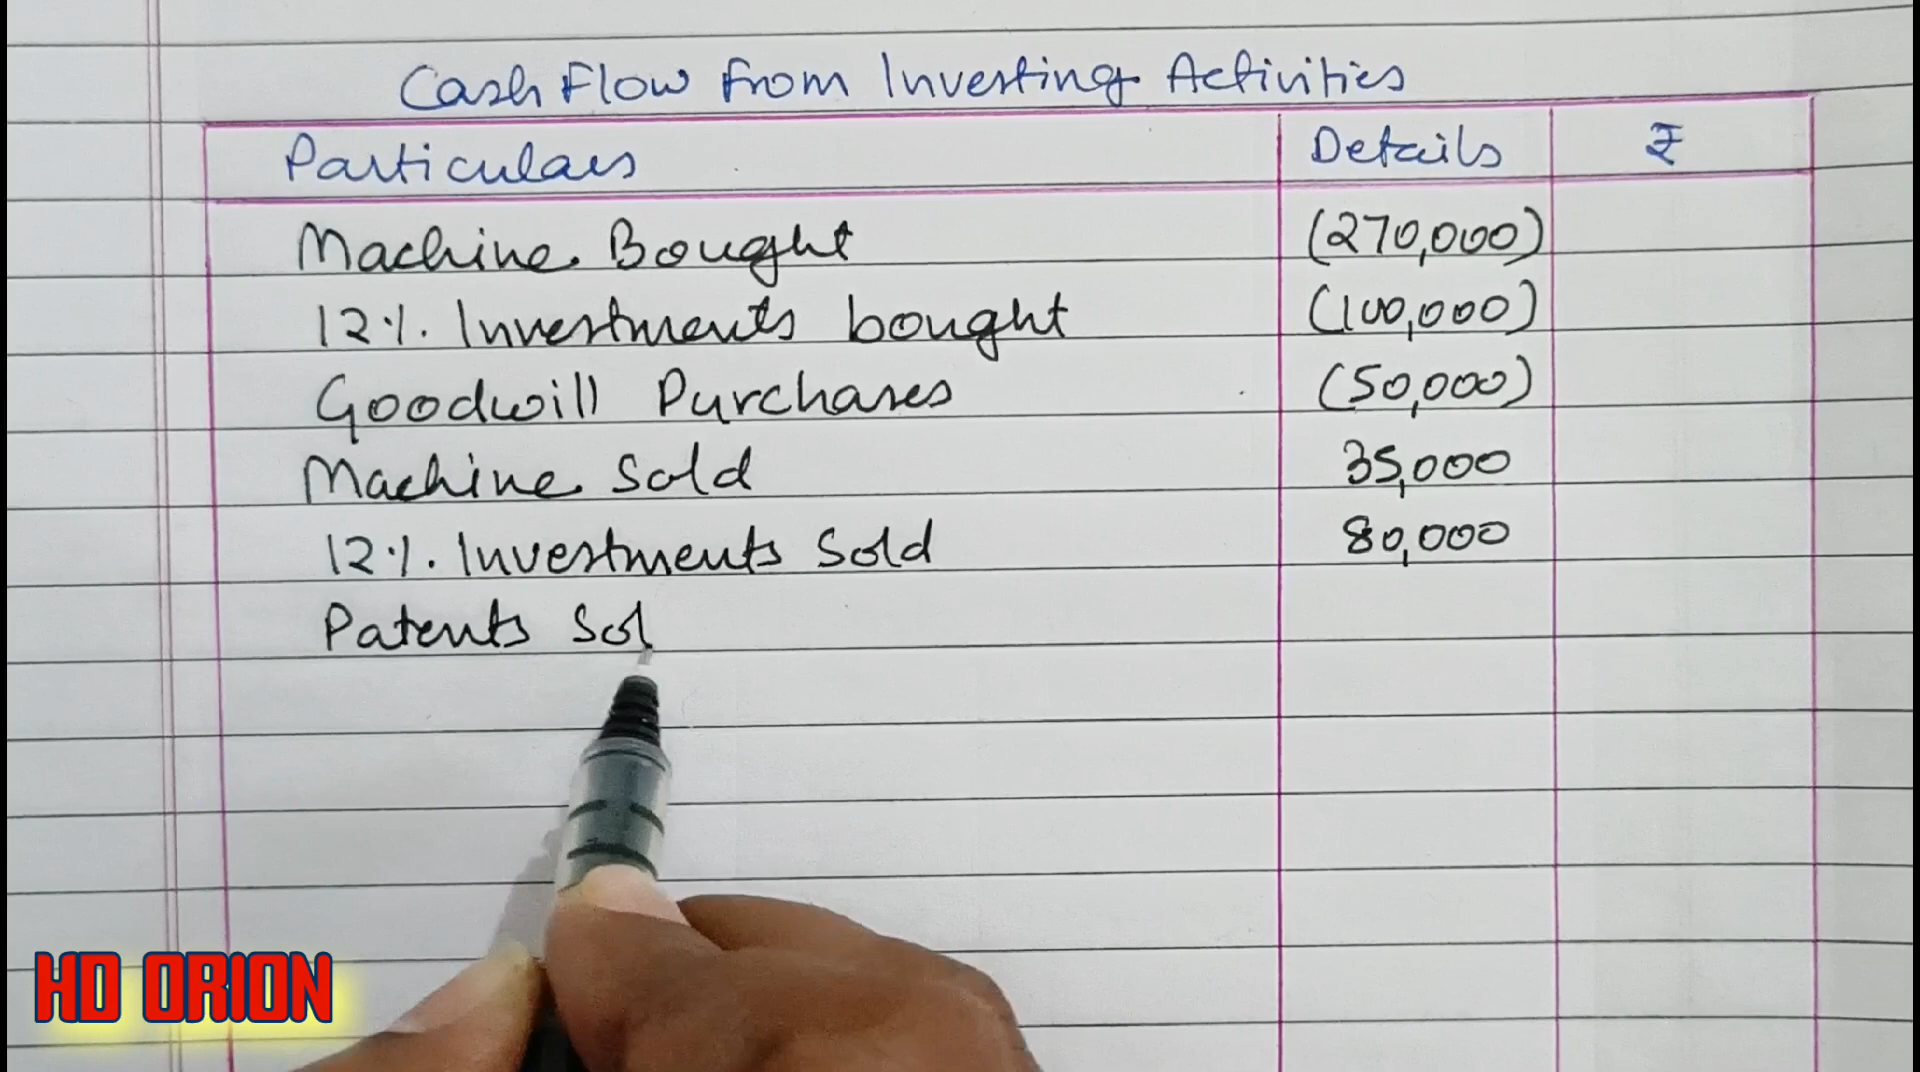 Cash Flow from Investing Activities
Particulars Details ₹
Machine Bought (270,000)
12%. Investments bought (100,000)
Goodwill Purchases (50,000)
Machine Sold 35,000
12%. Investments Sold 80,000
Patents Sol
HD ORION